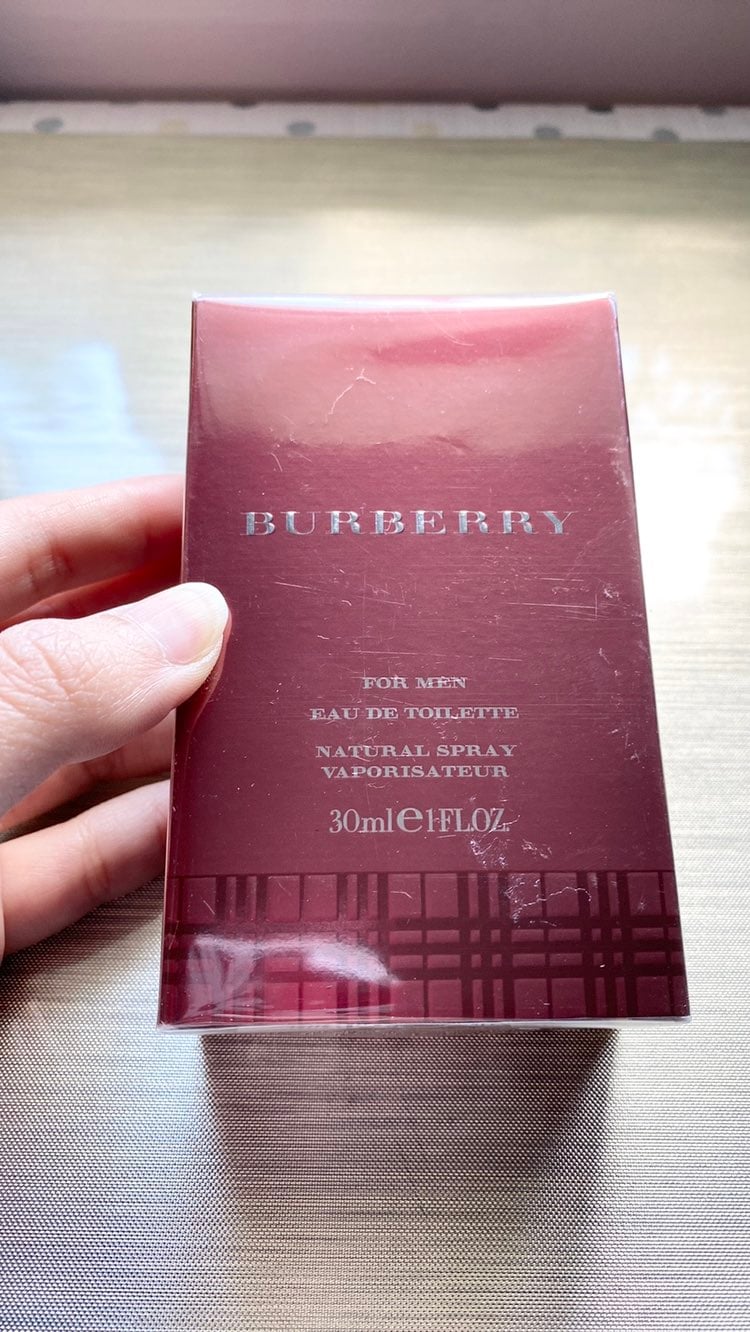 BURBERRY
FOR MEN
EAU DE TOILETTE
NATURAL SPRAY
VAPORISATEUR
30ml e 1FL.OZ.